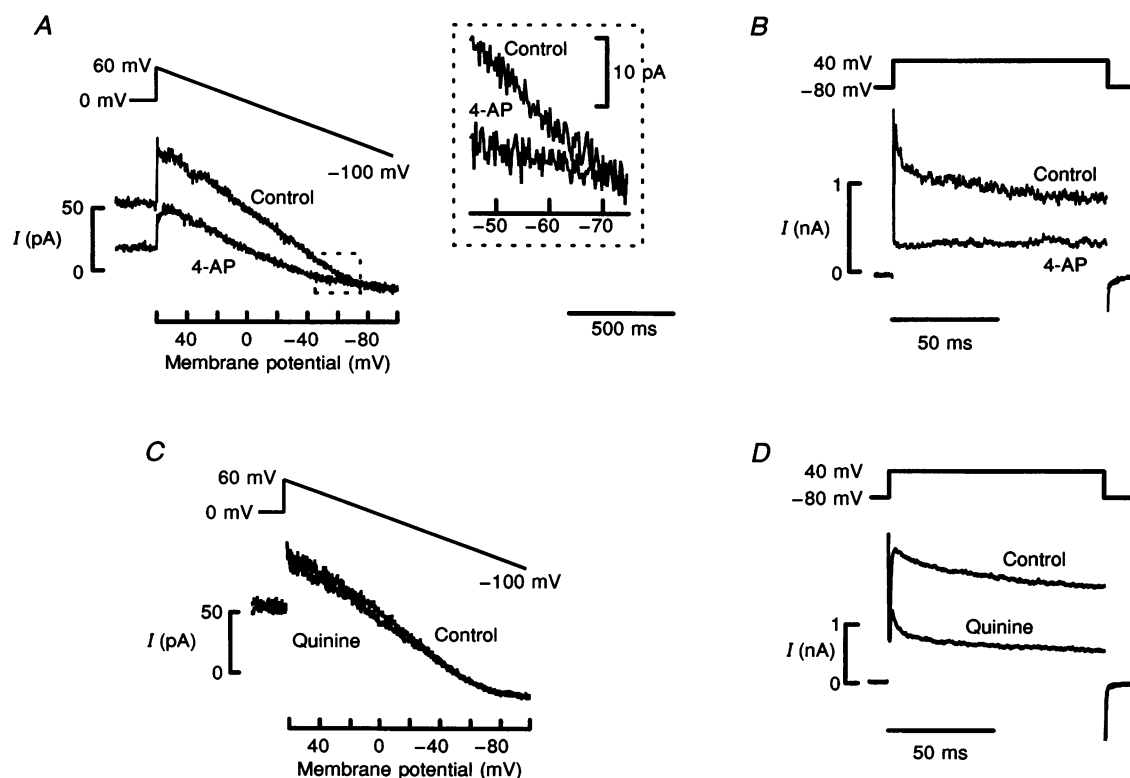 A
60 mV
0 mV
−100 mV
Control
50
I (pA)
0
4-AP
40 0 −40 −80
Membrane potential (mV)
Control
10 pA
4-AP
−50 −60 −70
500 ms
B
40 mV
−80 mV
Control
1
I (nA)
0
4-AP
50 ms
C
60 mV
0 mV
−100 mV
50
I (pA)
0
Quinine
Control
40 0 −40 −80
Membrane potential (mV)
D
40 mV
−80 mV
Control
1
I (nA)
0
Quinine
50 ms